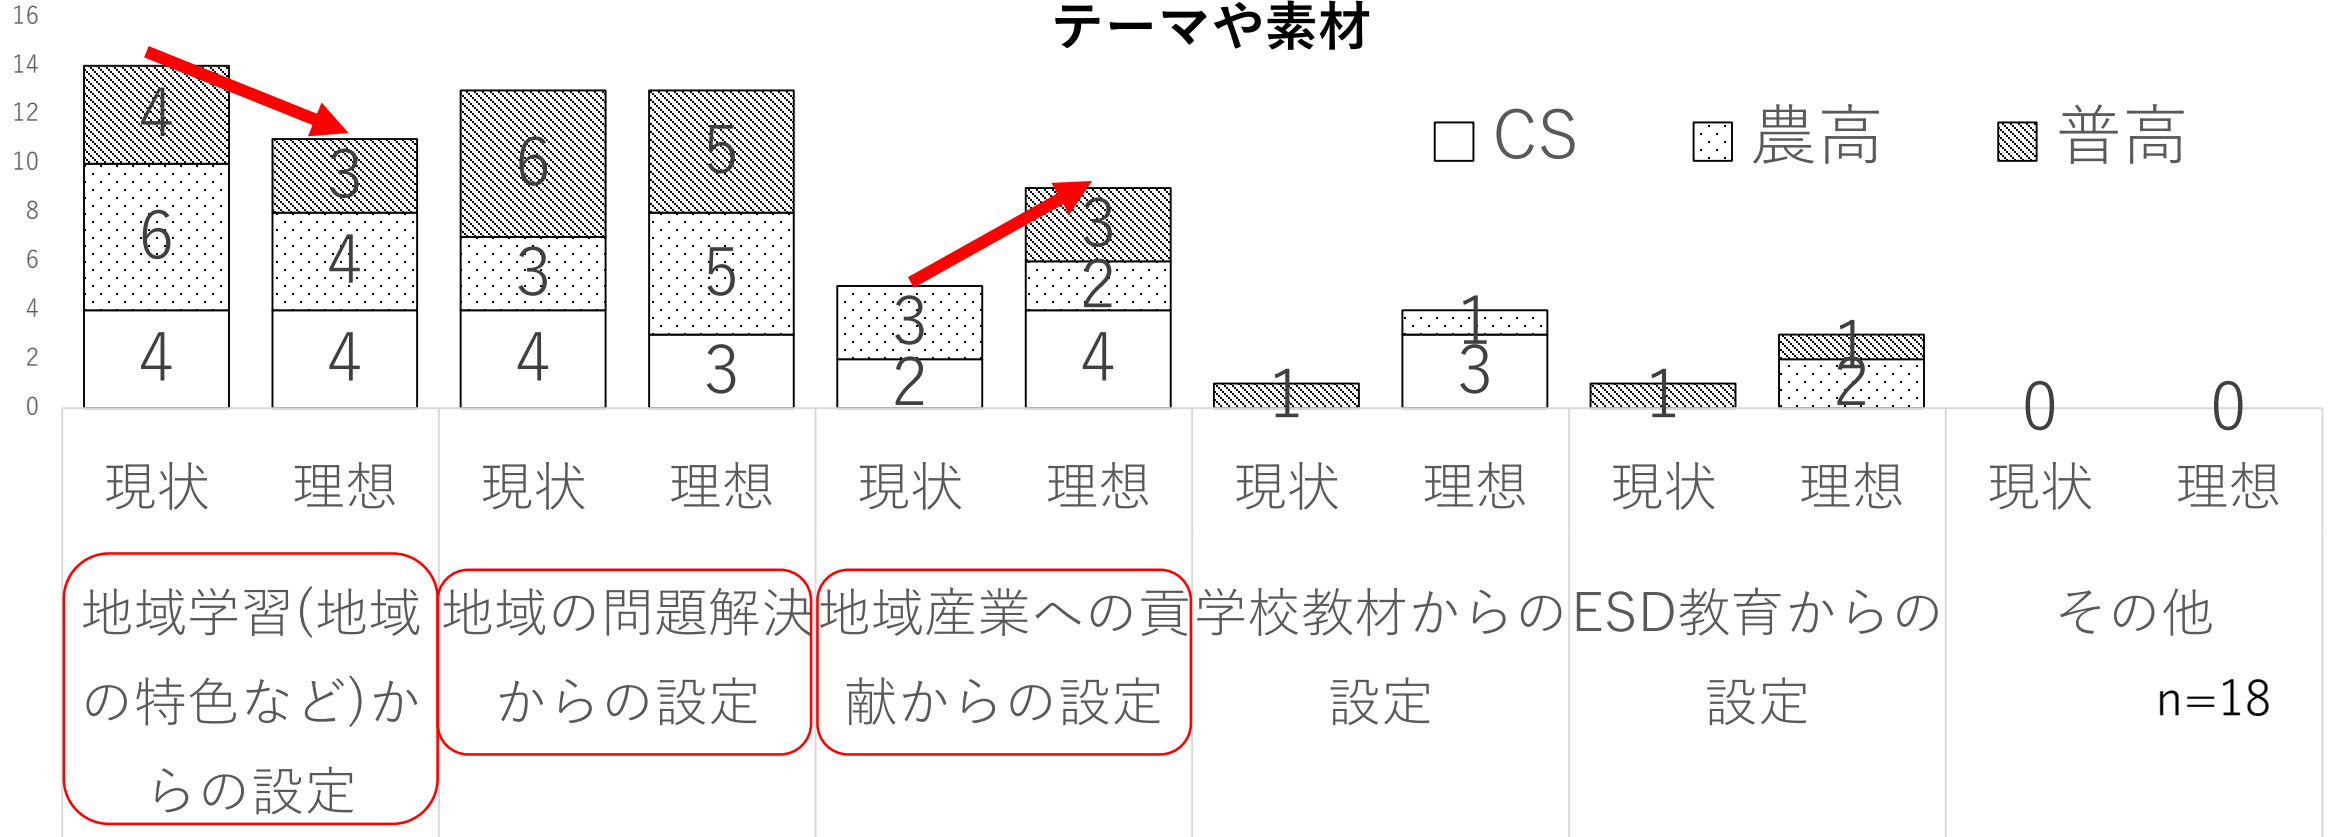 テーマや素材
16
14
12
10
8
6
4
2
0
CS 農高 普高
4 3 6 5 3
6 4 3 5 3 2 1 1
4 4 4 3 2 4 1 3 1 2 0 0
現状 理想 現状 理想 現状 理想 現状 理想 現状 理想 現状 理想
地域学習(地域
の特色など)か
らの設定
地域の問題解決
からの設定
地域産業への貢
献からの設定
学校教材からの
設定
ESD教育からの
設定
その他
n=18